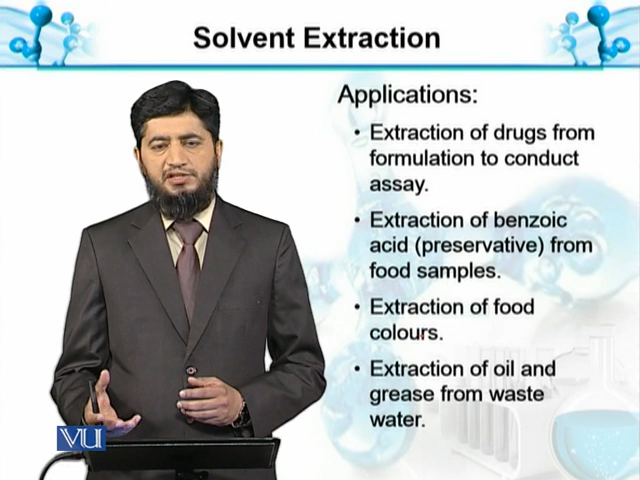 Solvent Extraction
Applications:
• Extraction of drugs from
formulation to conduct
assay.
• Extraction of benzoic
acid (preservative) from
food samples.
• Extraction of food
colours.
• Extraction of oil and
grease from waste
water.
VU